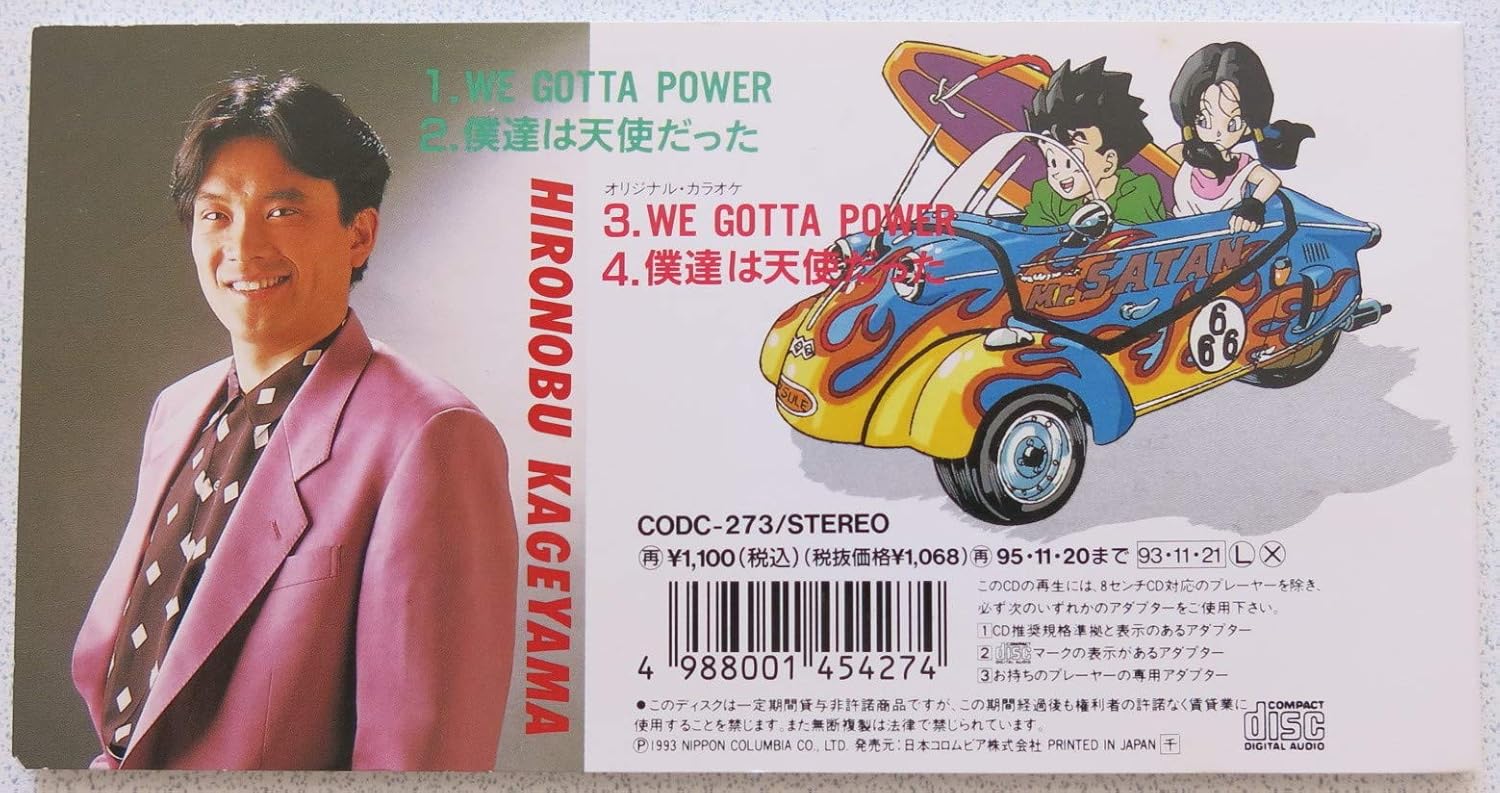 1.WE GOTTA POWER
2.僕達は天使だった
HIRONOBU KAGEYAMA
オリジナル・カラオケ
3.WE GOTTA POWER
4.僕達は天使だった
Mr.SATAN
666
SULE
CODC-273/STEREO
再 ¥1,100(税込)(税抜価格¥1,068)再 95・11・20まで 93・11・21 L X
このCDの再生には、8センチCD対応のプレーヤーを除き、
必ず次のいずれかのアダプターをご使用下さい。
1 CD推奨規格準拠と表示のあるアダプター
2 disc DIGITAL AUDIO マークの表示があるアダプター
3 お持ちのプレーヤーの専用アダプター
4 988001 454274
●このディスクは一定期間貸与非許諾商品ですが、この期間経過後も権利者の許諾なく賃貸業に
使用することを禁じます。また無断複製は法律で禁じられています。
Ⓟ1993 NIPPON COLUMBIA CO., LTD. 発売元:日本コロムビア株式会社 PRINTED IN JAPAN 千
COMPACT
disc
DIGITAL AUDIO